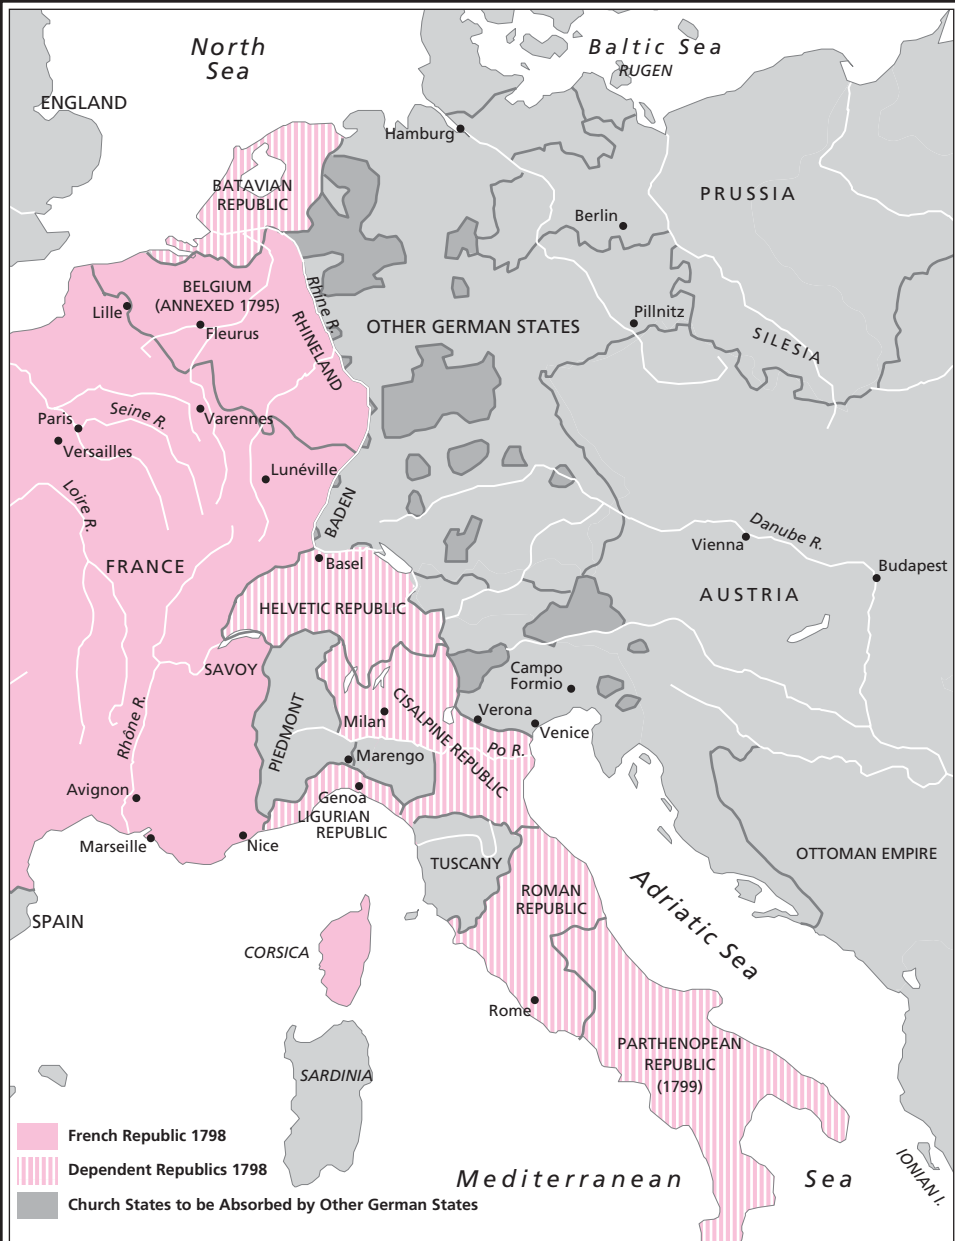 North
Sea
Baltic Sea
RUGEN
ENGLAND
Hamburg
BATAVIAN
REPUBLIC
PRUSSIA
Berlin
BELGIUM
(ANNEXED 1795)
Rhine R.
Lille
Fleurus
RHINELAND
OTHER GERMAN STATES
Pillnitz
SILESIA
Paris
Seine R.
Varennes
Versailles
Lunéville
Loire R.
BADEN
Danube R.
Vienna
FRANCE
Basel
Budapest
AUSTRIA
HELVETIC REPUBLIC
SAVOY
Campo
Formio
CISALPINE REPUBLIC
PIEDMONT
Rhône R.
Milan
Verona
Venice
Po R.
Marengo
Avignon
Genoa
LIGURIAN
REPUBLIC
Marseille
Nice
TUSCANY
OTTOMAN EMPIRE
ROMAN
REPUBLIC
Adriatic Sea
SPAIN
CORSICA
Rome
PARTHENOPEAN
REPUBLIC
(1799)
SARDINIA
French Republic 1798
Dependent Republics 1798
Mediterranean Sea
IONIAN I.
Church States to be Absorbed by Other German States